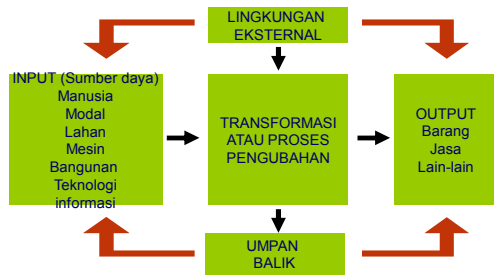 LINGKUNGAN
EKSTERNAL
INPUT (Sumber daya)
Manusia
Modal
Lahan
Mesin
Bangunan
Teknologi
informasi
TRANSFORMASI
ATAU PROSES
PENGUBAHAN
OUTPUT
Barang
Jasa
Lain-lain
UMPAN
BALIK